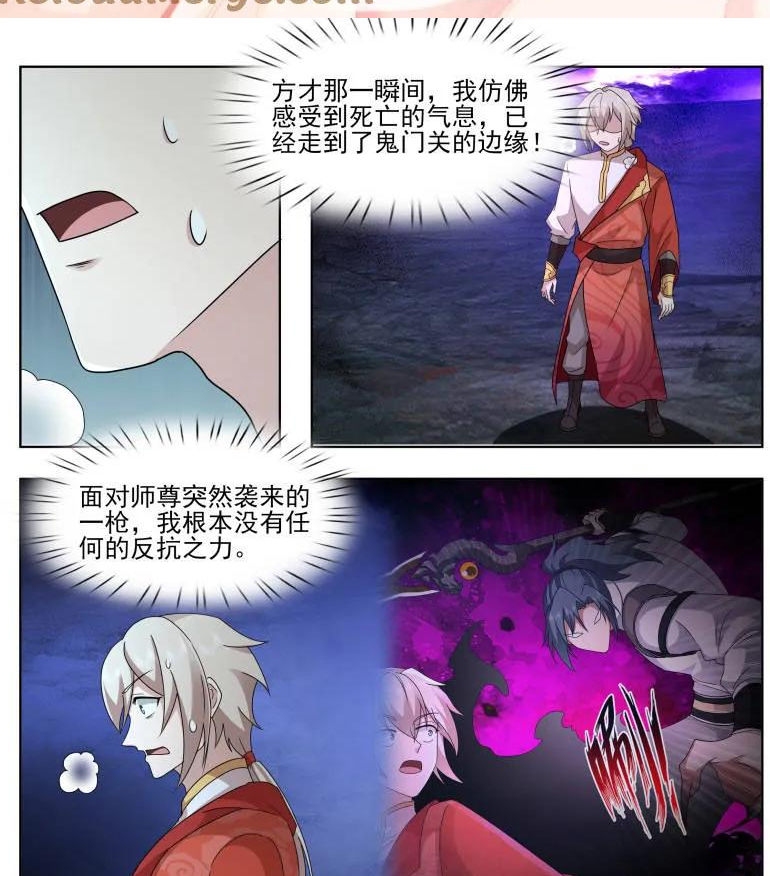 方才那一瞬间，我仿佛
感受到死亡的气息，已
经走到了鬼门关的边缘！
面对师尊突然袭来的
一枪，我根本没有任
何的反抗之力。